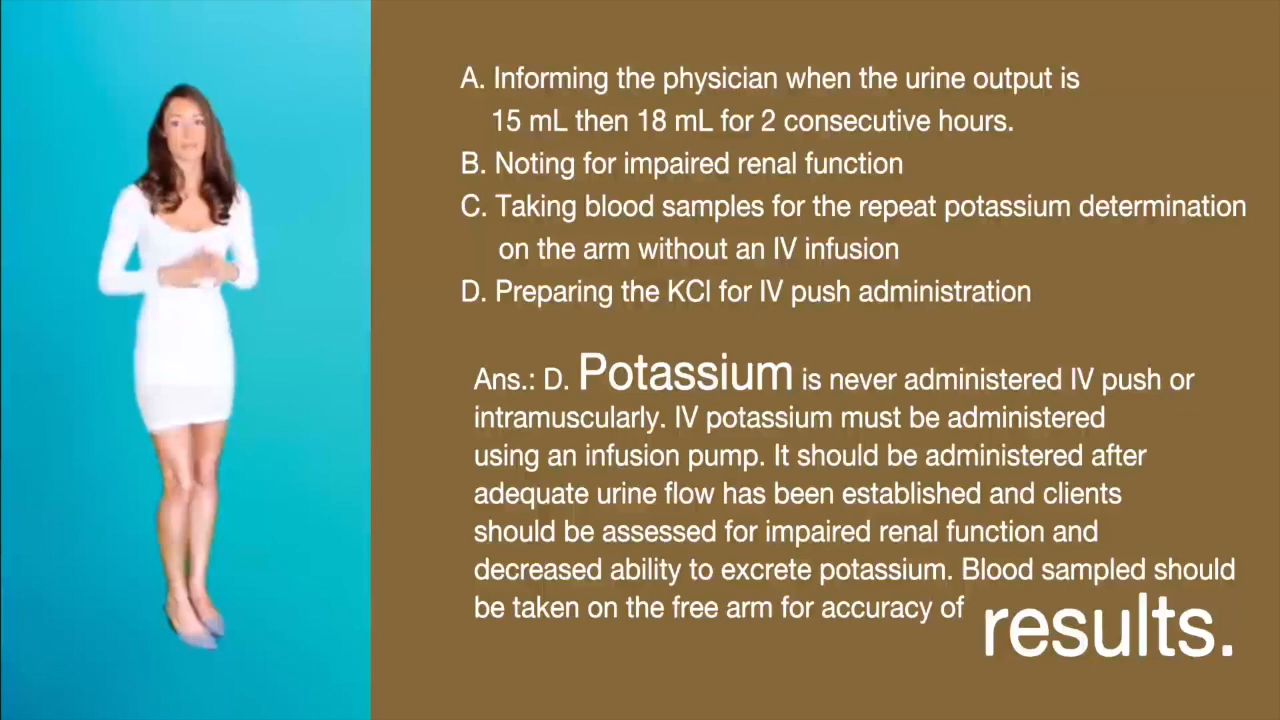 A. Informing the physician when the urine output is
15 mL then 18 mL for 2 consecutive hours.
B. Noting for impaired renal function
C. Taking blood samples for the repeat potassium determination
on the arm without an IV infusion
D. Preparing the KCl for IV push administration
Ans.: D. Potassium is never administered IV push or
intramuscularly. IV potassium must be administered
using an infusion pump. It should be administered after
adequate urine flow has been established and clients
should be assessed for impaired renal function and
decreased ability to excrete potassium. Blood sampled should
be taken on the free arm for accuracy of results.